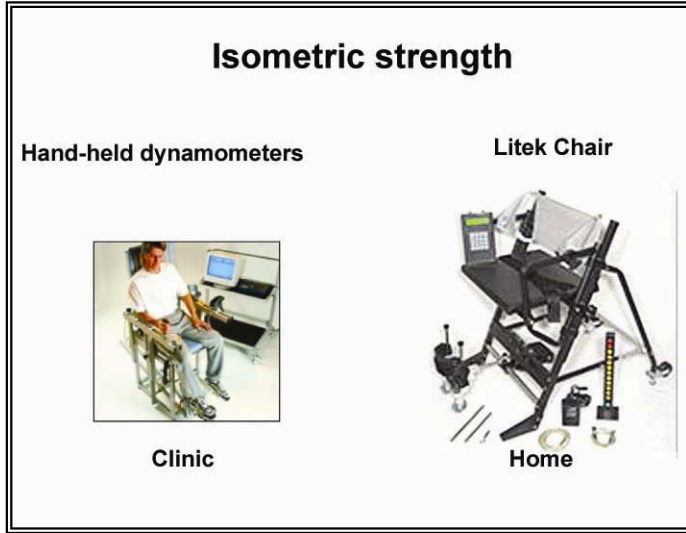 Isometric strength
Hand-held dynamometers
Litek Chair
Clinic
Home